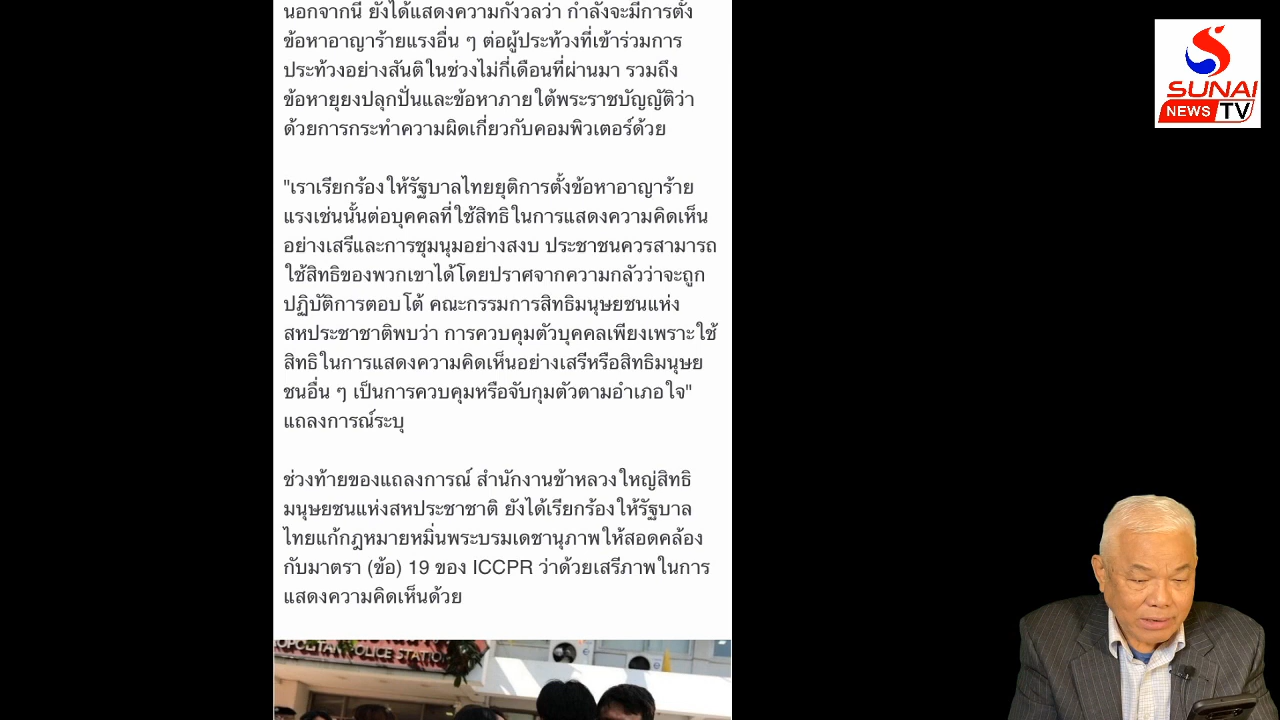 นอกจากนี้ ยังได้แสดงความกังวลว่า กำลังจะมีการตั้ง
ข้อหาอาญาร้ายแรงอื่น ๆ ต่อผู้ประท้วงที่เข้าร่วมการ
ประท้วงอย่างสันติในช่วงไม่กี่เดือนที่ผ่านมา รวมถึง
ข้อหายุยงปลุกปั่นและข้อหาภายใต้พระราชบัญญัติว่า
ด้วยการกระทำความผิดเกี่ยวกับคอมพิวเตอร์ด้วย
"เราเรียกร้องให้รัฐบาลไทยยุติการตั้งข้อหาอาญาร้าย
แรงเช่นนั้นต่อบุคคลที่ใช้สิทธิในการแสดงความคิดเห็น
อย่างเสรีและการชุมนุมอย่างสงบ ประชาชนควรสามารถ
ใช้สิทธิของพวกเขาได้โดยปราศจากความกลัวว่าจะถูก
ปฏิบัติการตอบโต้ คณะกรรมการสิทธิมนุษยชนแห่ง
สหประชาชาติพบว่า การควบคุมตัวบุคคลเพียงเพราะใช้
สิทธิในการแสดงความคิดเห็นอย่างเสรีหรือสิทธิมนุษย
ชนอื่น ๆ เป็นการควบคุมหรือจับกุมตัวตามอำเภอใจ"
แถลงการณ์ระบุ
ช่วงท้ายของแถลงการณ์ สำนักงานข้าหลวงใหญ่สิทธิ
มนุษยชนแห่งสหประชาชาติ ยังได้เรียกร้องให้รัฐบาล
ไทยแก้กฎหมายหมิ่นพระบรมเดชานุภาพให้สอดคล้อง
กับมาตรา (ข้อ) 19 ของ ICCPR ว่าด้วยเสรีภาพในการ
แสดงความคิดเห็นด้วย
OPOLITAN POLICE STATION
SUNAI
NEWS TV